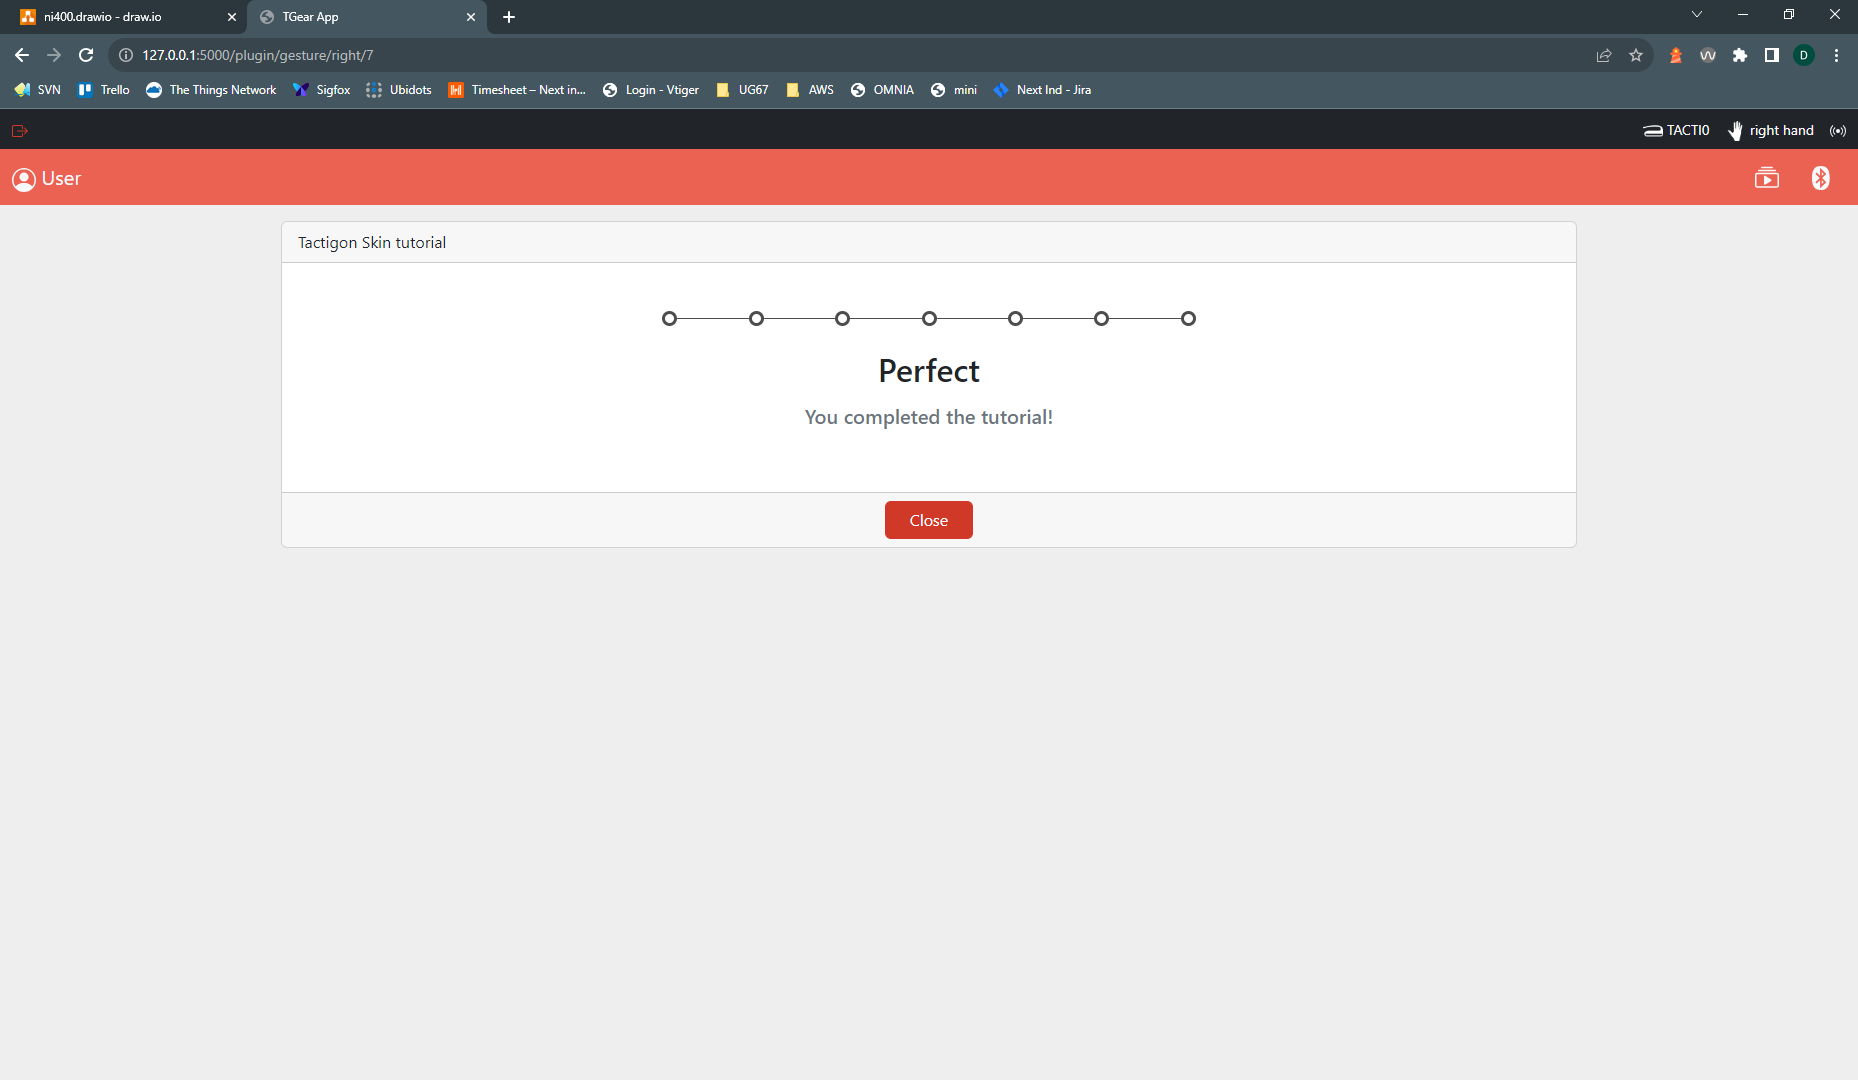 ni400.drawio - draw.io
TGear App
127.0.0.1:5000/plugin/gesture/right/7
D
SVN Trello The Things Network Sigfox Ubidots Timesheet – Next in... Login - Vtiger UG67 AWS OMNIA mini Next Ind - Jira
TACTI0 right hand
User
Tactigon Skin tutorial
Perfect
You completed the tutorial!
Close